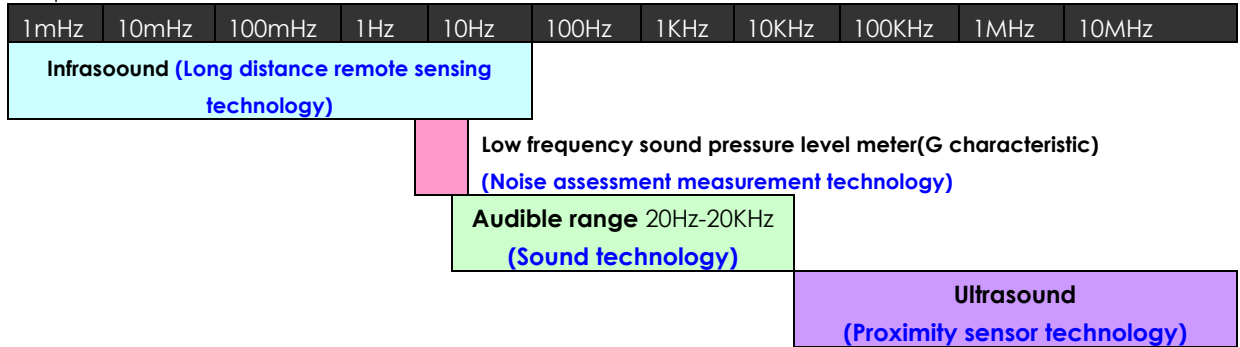 1mHz 10mHz 100mHz 1Hz 10Hz 100Hz 1KHz 10KHz 100KHz 1MHz 10MHz
Infrasoound (Long distance remote sensing
technology)
Low frequency sound pressure level meter(G characteristic)
(Noise assessment measurement technology)
Audible range 20Hz-20KHz
(Sound technology)
Ultrasound
(Proximity sensor technology)